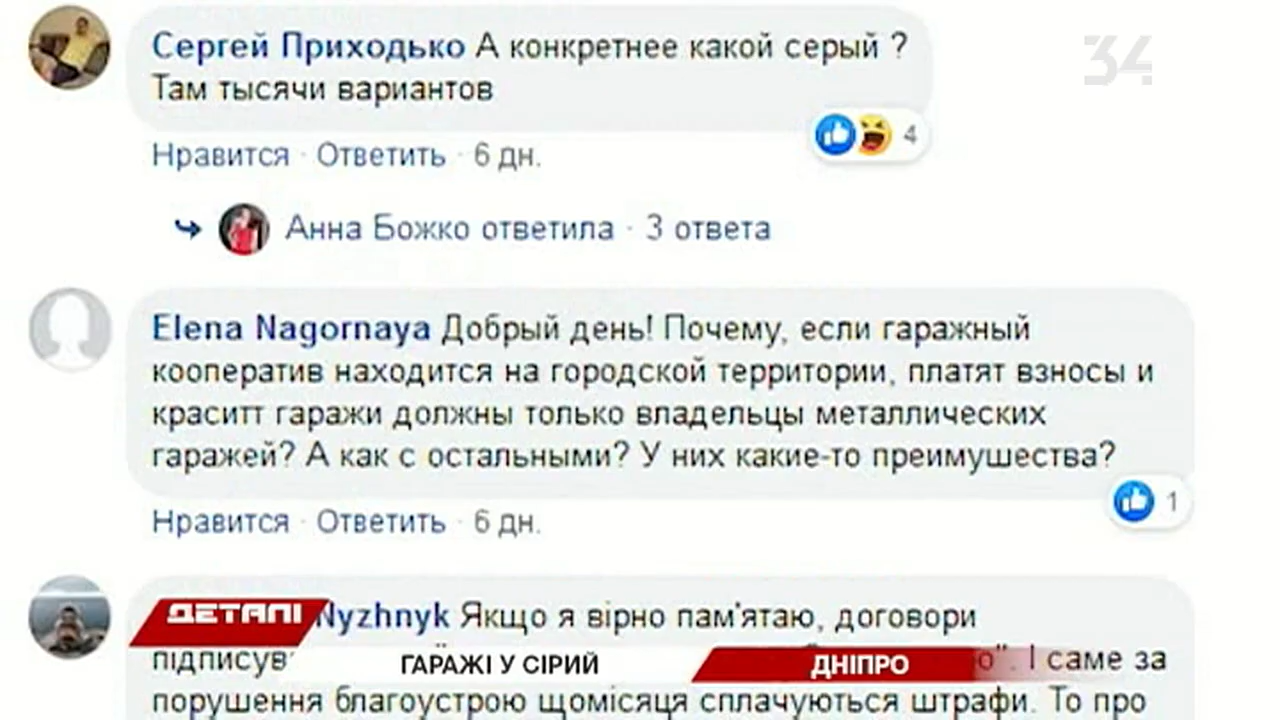 34
Сергей Приходько А конкретнее какой серый ?
Там тысячи вариантов
4
Нравится · Ответить · 6 дн.
Анна Божко ответила · 3 ответа
Elena Nagornaya Добрый день! Почему, если гаражный
кооператив находится на городской территории, платят взносы и
краситт гаражи должны только владельцы металлических
гаражей? А как с остальными? У них какие-то преимушества?
1
Нравится · Ответить · 6 дн.
ДЕТАЛІ
Nyzhnyk Якщо я вірно пам'ятаю, договори
підписув о". І саме за
ГАРАЖІ У СІРИЙ
ДНІПРО
порушення благоустрою щомісяця сплачуються штрафи. То про